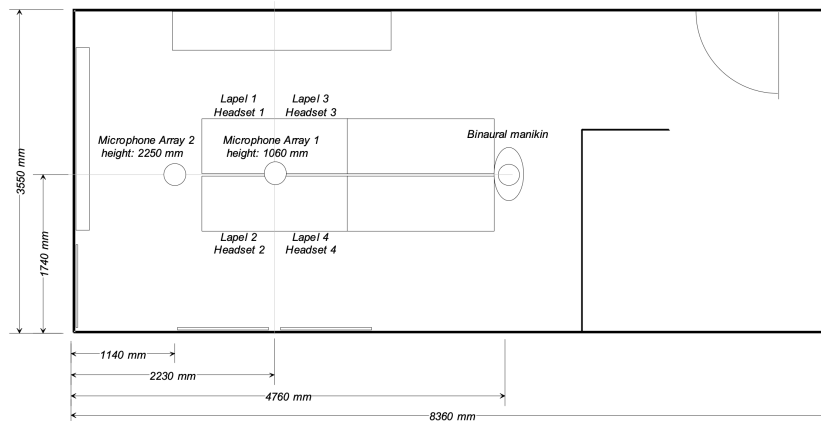 Lapel 1
Headset 1
Lapel 3
Headset 3
Microphone Array 2
height: 2250 mm
Microphone Array 1
height: 1060 mm
Binaural manikin
3550 mm
1740 mm
Lapel 2
Headset 2
Lapel 4
Headset 4
1140 mm
2230 mm
4760 mm
8360 mm